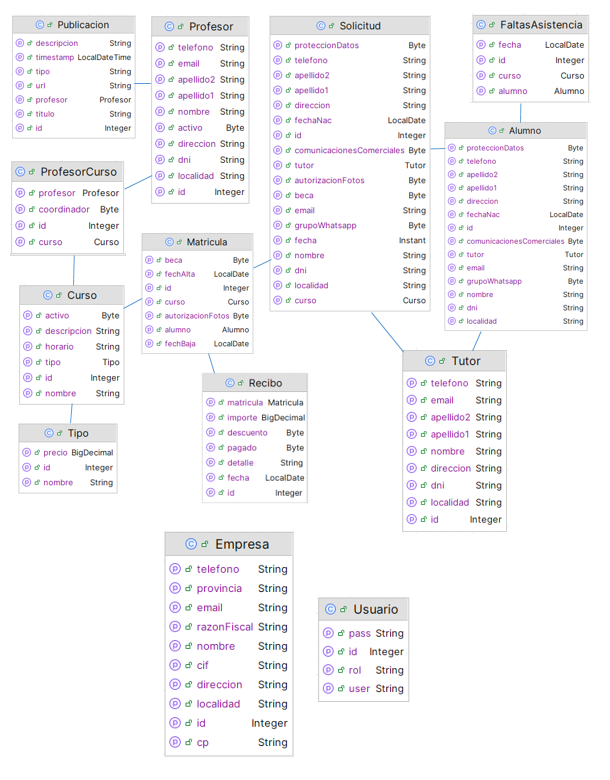 Publicacion
descripcion String
timestamp LocalDateTime
tipo String
url String
profesor Profesor
titulo String
id Integer
Profesor
telefono String
email String
apellido2 String
apellido1 String
nombre String
activo Byte
direccion String
dni String
localidad String
id Integer
Solicitud
proteccionDatos Byte
telefono String
apellido2 String
apellido1 String
direccion String
fechaNac LocalDate
id Integer
comunicacionesComerciales Byte
tutor Tutor
autorizacionFotos Byte
beca Byte
email String
grupoWhatsapp Byte
fecha Instant
nombre String
dni String
localidad String
curso Curso
FaltasAsistencia
fecha LocalDate
id Integer
curso Curso
alumno Alumno
Alumno
proteccionDatos Byte
telefono String
apellido2 String
apellido1 String
direccion String
fechaNac LocalDate
id Integer
comunicacionesComerciales Byte
tutor Tutor
email String
grupoWhatsapp Byte
nombre String
dni String
localidad String
ProfesorCurso
profesor Profesor
coordinador Byte
id Integer
curso Curso
Matricula
beca Byte
fechAlta LocalDate
id Integer
curso Curso
autorizacionFotos Byte
alumno Alumno
fechBaja LocalDate
Curso
activo Byte
descripcion String
horario String
tipo Tipo
id Integer
nombre String
Tutor
telefono String
email String
apellido2 String
apellido1 String
nombre String
direccion String
dni String
localidad String
id Integer
Recibo
matricula Matricula
importe BigDecimal
descuento Byte
pagado Byte
detalle String
fecha LocalDate
id Integer
Tipo
precio BigDecimal
id Integer
nombre String
Empresa
telefono String
provincia String
email String
razonFiscal String
nombre String
cif String
direccion String
localidad String
id Integer
cp String
Usuario
pass String
id Integer
rol String
user String